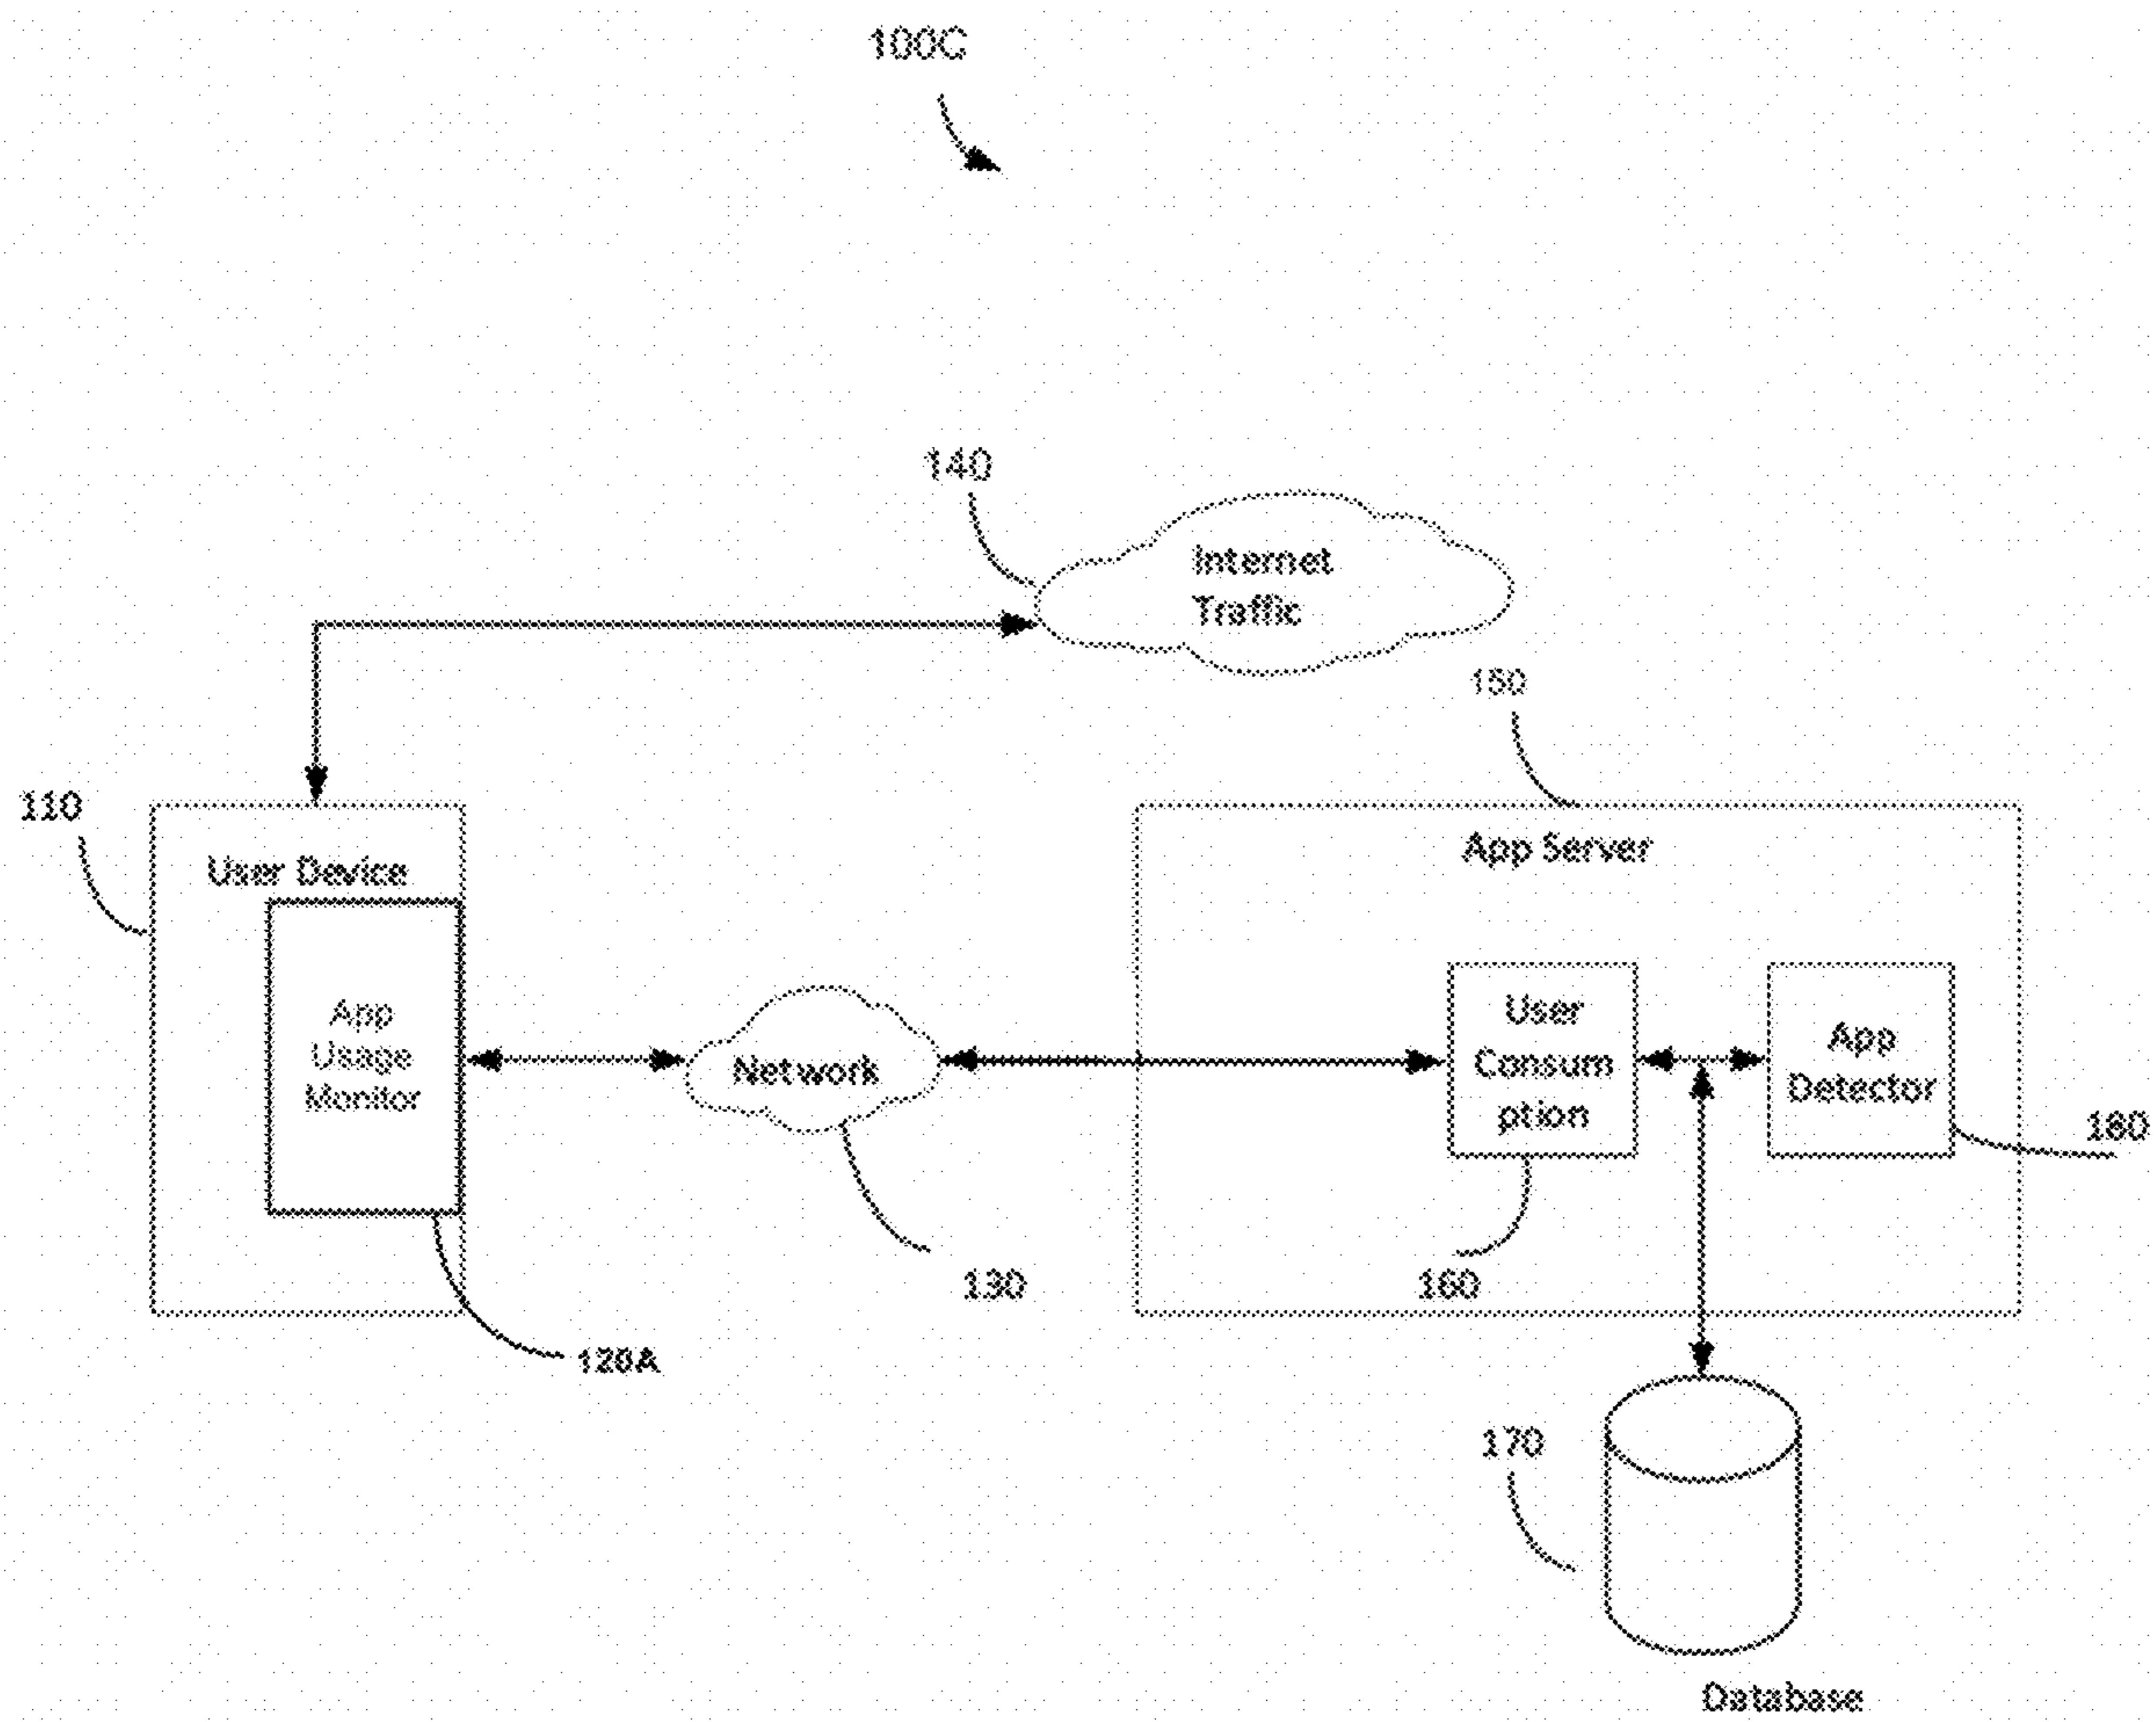 100C
140
Internet
Traffic
150
110
User Device
App Server
App
Usage
Monitor
Network
User
Consum
ption
App
Detector
180
130
160
120A
170
Database